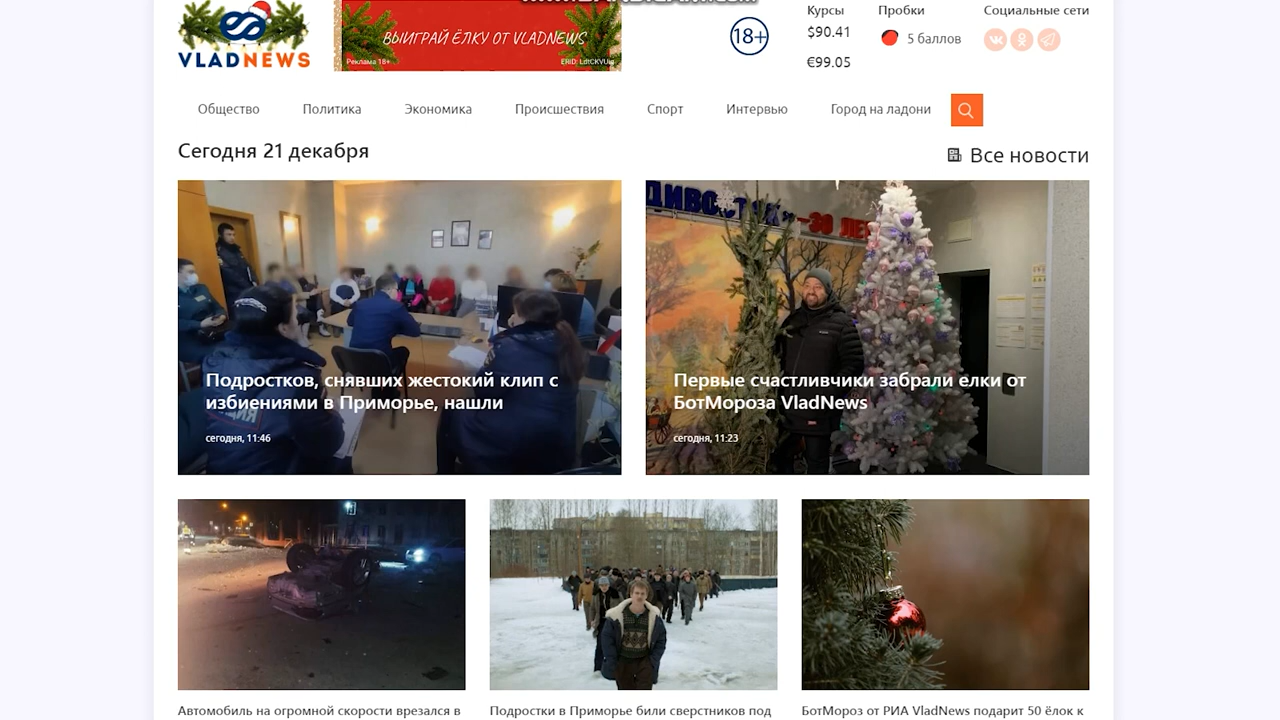 VLADNEWS
ВЫИГРАЙ ЁЛКУ ОТ VLADNEWS
Реклама 18+
18+
Курсы
$90.41
€99.05
Пробки
5 баллов
Социальные сети
Общество
Политика
Экономика
Происшествия
Спорт
Интервью
Город на ладони
Сегодня 21 декабря
Все новости
Подростков, снявших жестокий клип с
избиениями в Приморье, нашли
сегодня, 11:46
Первые счастливчики забрали елки от
БотМороза VladNews
сегодня, 11:23
Автомобиль на огромной скорости врезался в
Подростки в Приморье били сверстников под
БотМороз от РИА VladNews подарит 50 ёлок к